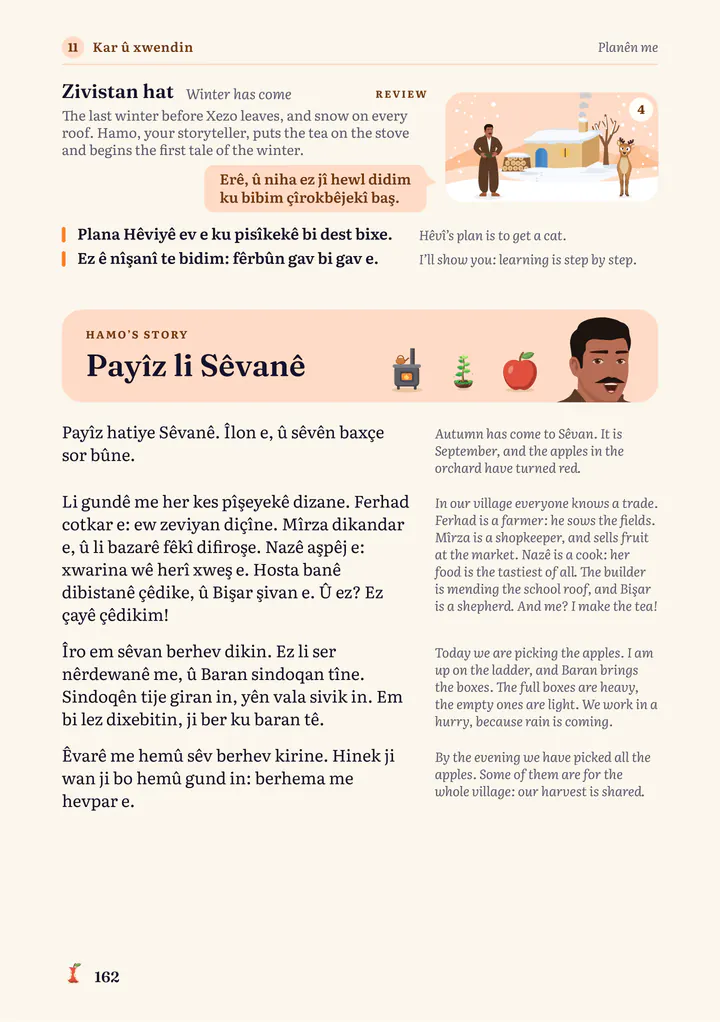 11 Kar û xwendin
Planên me
Zivistan hat Winter has come
REVIEW
The last winter before Xezo leaves, and snow on every
roof. Hamo, your storyteller, puts the tea on the stove
and begins the first tale of the winter.
4
Erê, û niha ez jî hewl didim
ku bibim çîrokbêjekî baş.
Plana Hêviyê ev e ku pisîkekê bi dest bixe.
Hêvî’s plan is to get a cat.
Ez ê nîşanî te bidim: fêrbûn gav bi gav e.
I’ll show you: learning is step by step.
HAMO’S STORY
Payîz li Sêvanê
Payîz hatiye Sêvanê. Îlon e, û sêvên baxçe
sor bûne.
Autumn has come to Sêvan. It is
September, and the apples in the
orchard have turned red.
Li gundê me her kes pîşeyekê dizane. Ferhad
cotkar e: ew zeviyan diçîne. Mîrza dikandar
e, û li bazarê fêkî difiroşe. Nazê aşpêj e:
xwarina wê herî xweş e. Hosta banê
dibistanê çêdike, û Bişar şivan e. Û ez? Ez
çayê çêdikim!
In our village everyone knows a trade.
Ferhad is a farmer: he sows the fields.
Mîrza is a shopkeeper, and sells fruit
at the market. Nazê is a cook: her
food is the tastiest of all. The builder
is mending the school roof, and Bişar
is a shepherd. And me? I make the tea!
Îro em sêvan berhev dikin. Ez li ser
nêrdewanê me, û Baran sindoqan tîne.
Sindoqên tije giran in, yên vala sivik in. Em
bi lez dixebitin, ji ber ku baran tê.
Today we are picking the apples. I am
up on the ladder, and Baran brings
the boxes. The full boxes are heavy,
the empty ones are light. We work in a
hurry, because rain is coming.
Êvarê me hemû sêv berhev kirine. Hinek ji
wan ji bo hemû gund in: berhema me
hevpar e.
By the evening we have picked all the
apples. Some of them are for the
whole village: our harvest is shared.
162